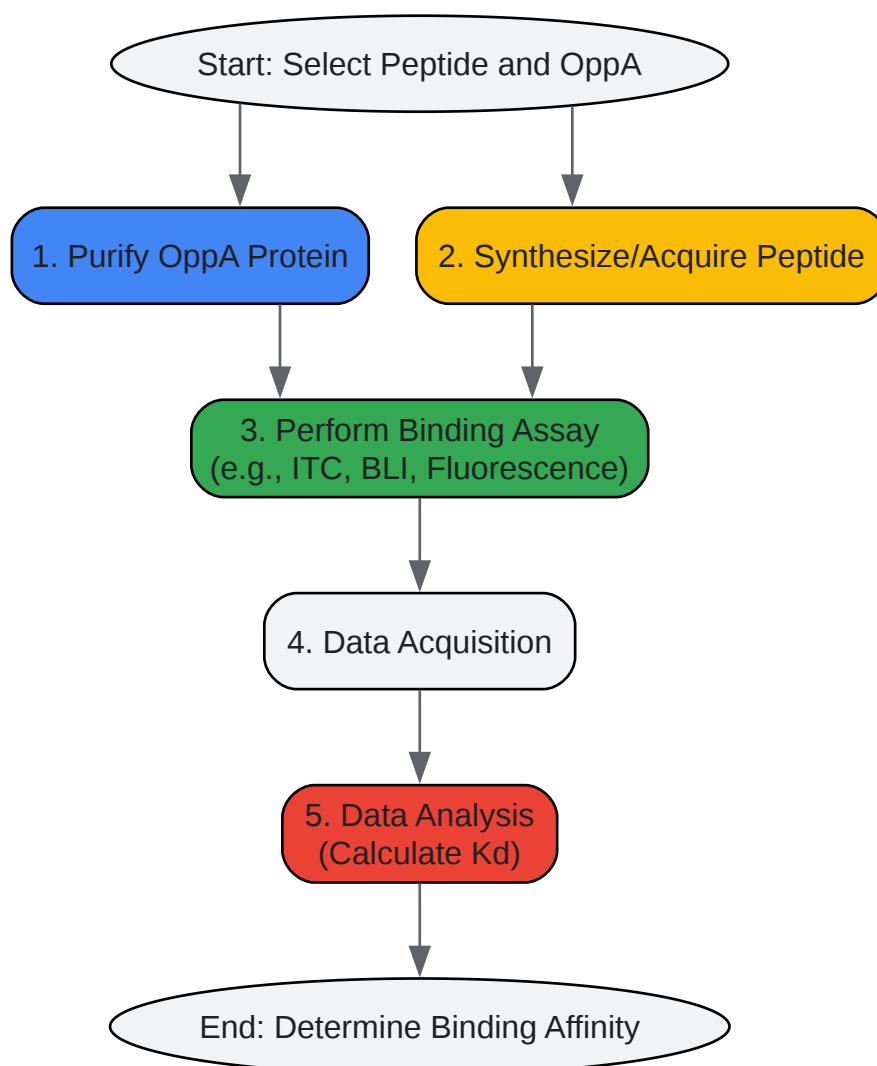 Start: Select Peptide and OppA
1. Purify OppA Protein
2. Synthesize/Acquire Peptide
3. Perform Binding Assay
(e.g., ITC, BLI, Fluorescence)
4. Data Acquisition
5. Data Analysis
(Calculate Kd)
End: Determine Binding Affinity